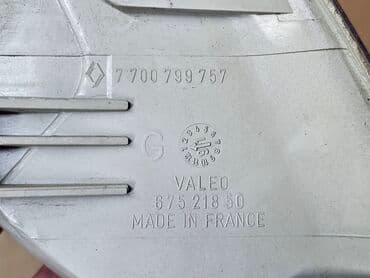 7 700 799 757
G
VALEO
675 218 50
MADE IN FRANCE